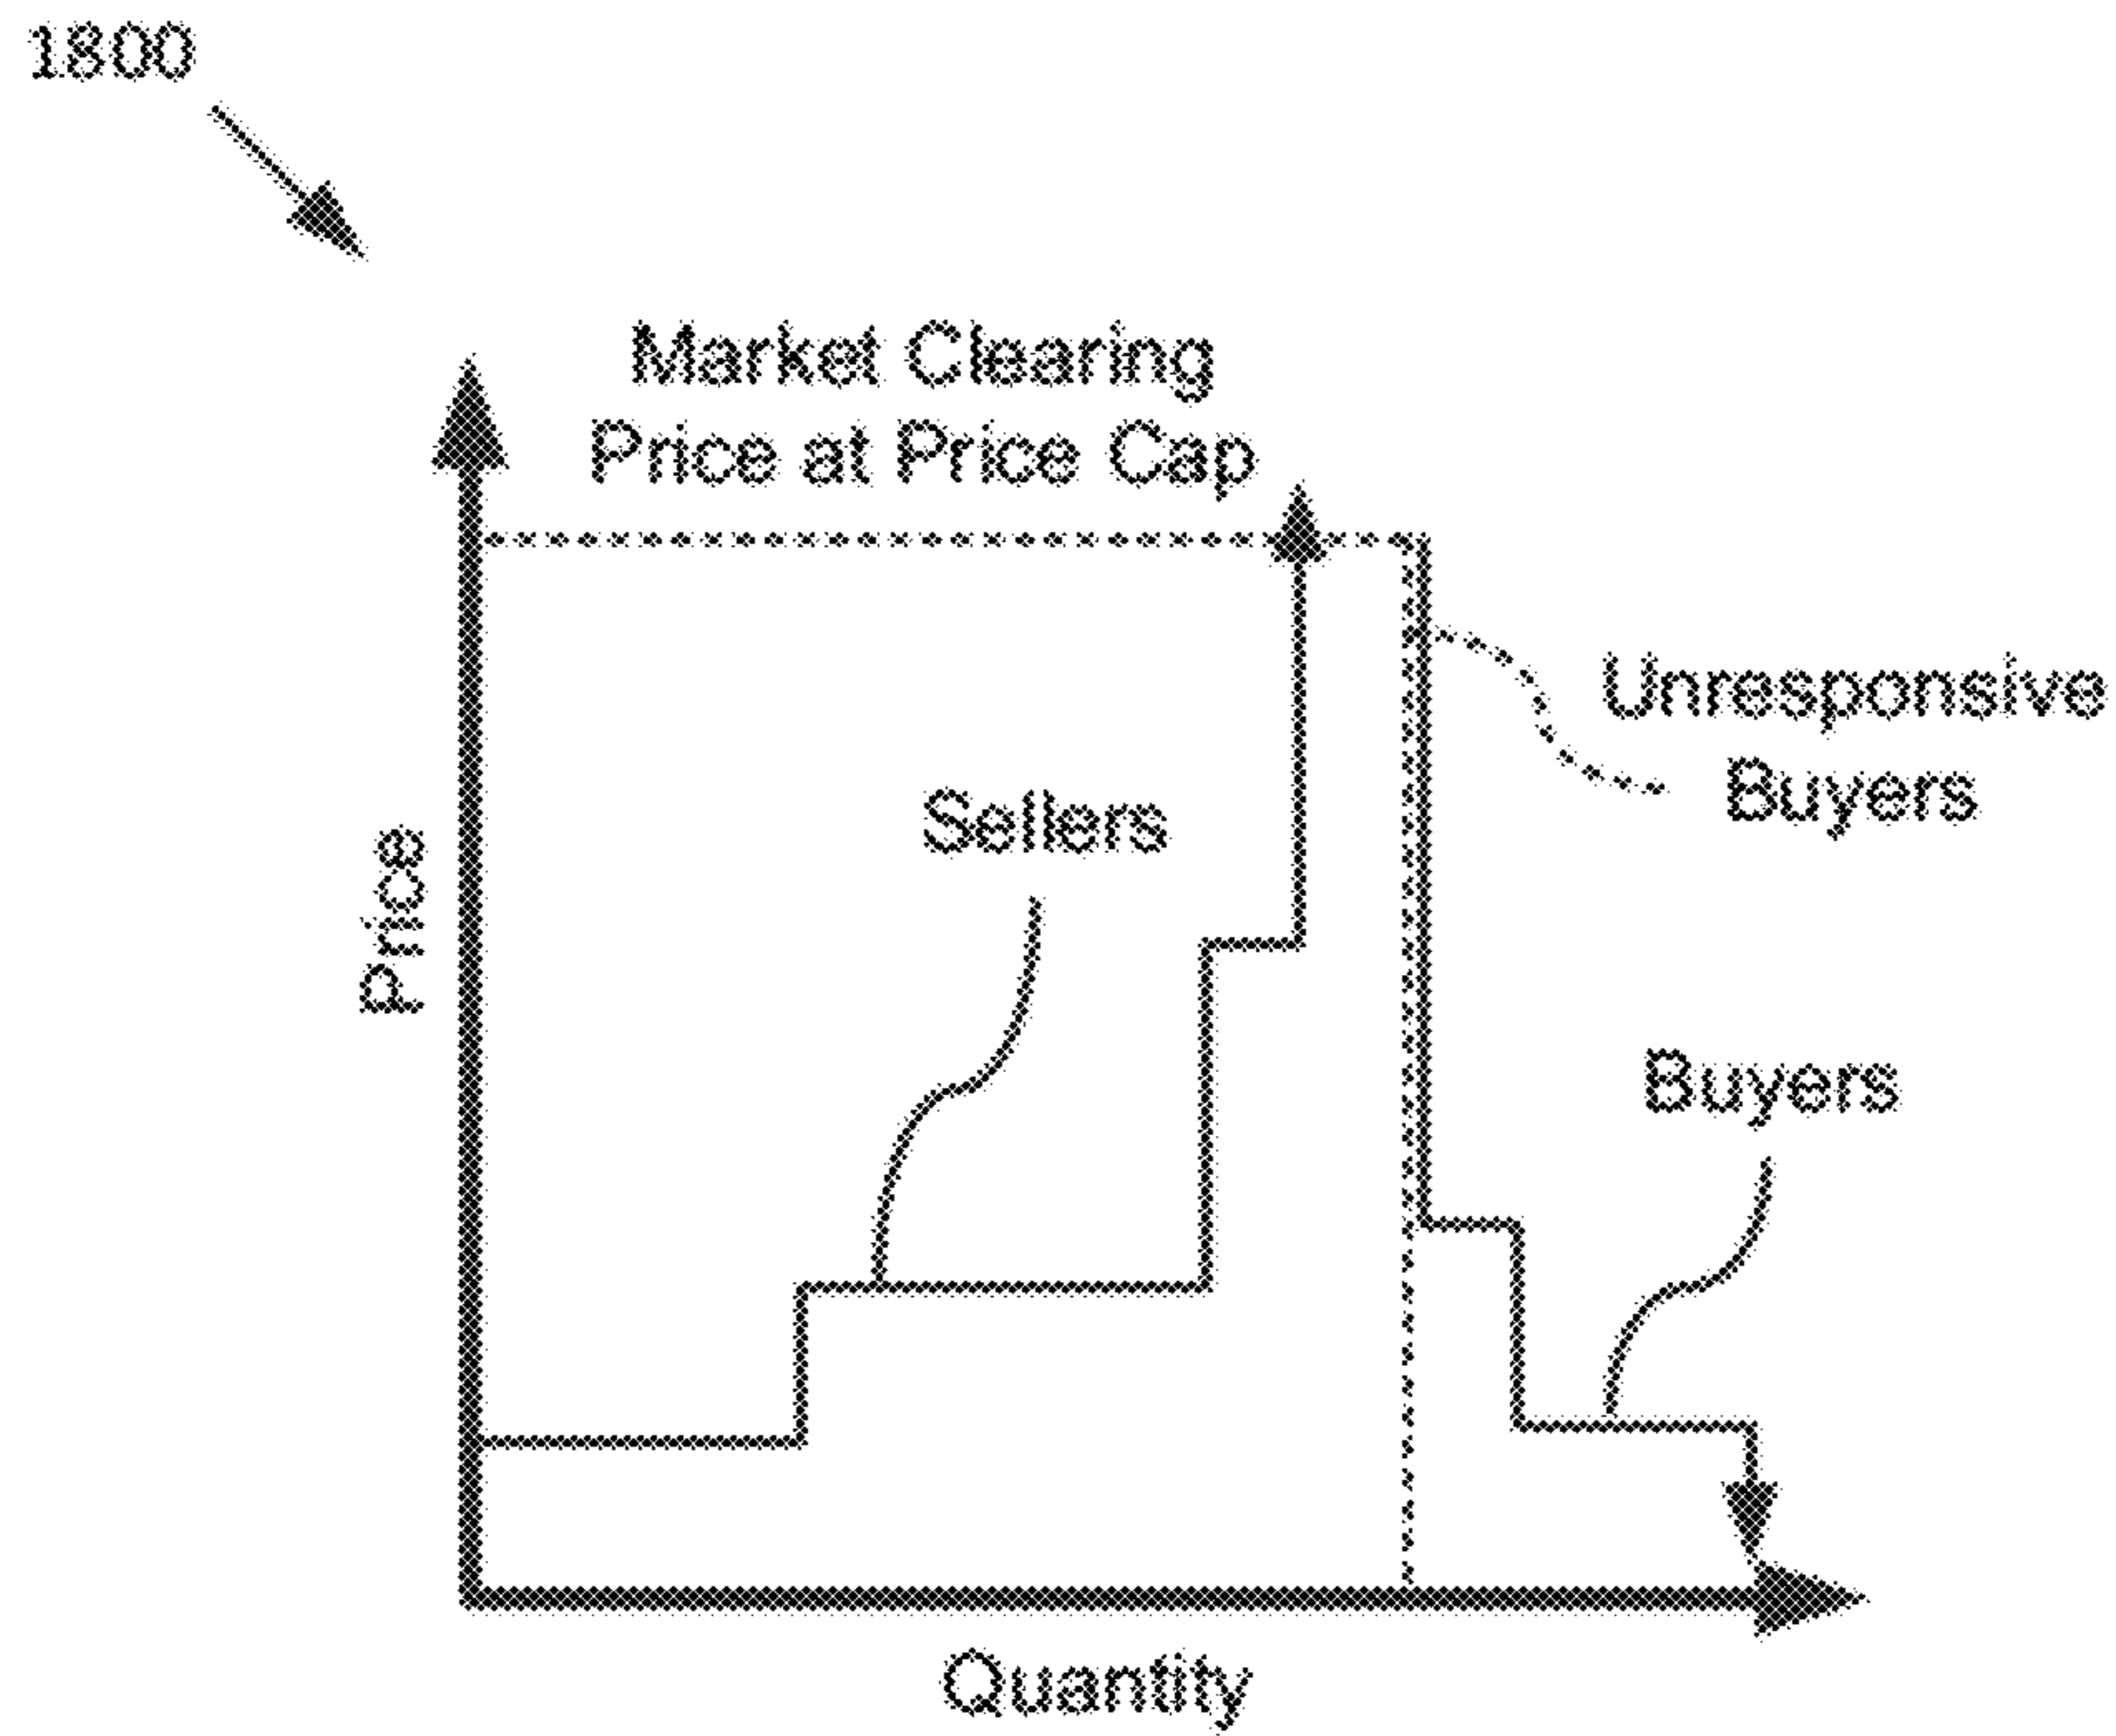 1800
Market Clearing
Price at Price Cap
Unresponsive
Buyers
Sellers
Price
Buyers
Quantity